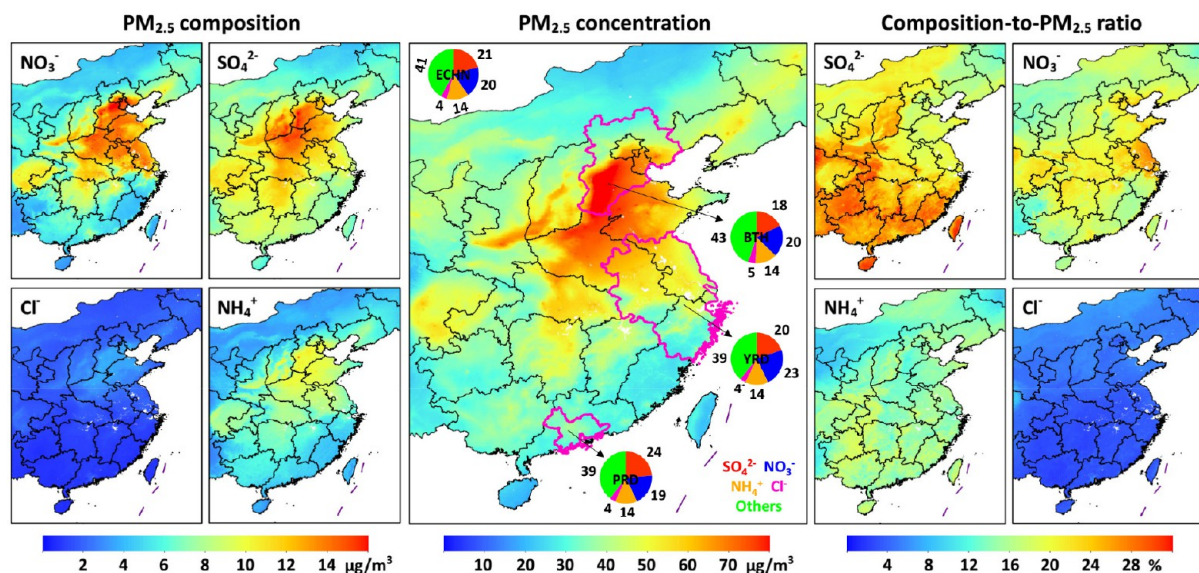 PM₂.₅ composition
PM₂.₅ concentration
Composition-to-PM₂.₅ ratio
NO₃⁻
SO₄²⁻
Cl⁻
NH₄⁺
2 4 6 8 10 12 14 μg/m³
ECHN
21
20
14
4
41
BTH
18
20
14
5
43
YRD
20
23
14
4
39
PRD
24
19
14
4
39
SO₄²⁻ NO₃⁻
NH₄⁺ Cl⁻
Others
10 20 30 40 50 60 70 μg/m³
SO₄²⁻
NO₃⁻
NH₄⁺
Cl⁻
4 8 12 16 20 24 28 %